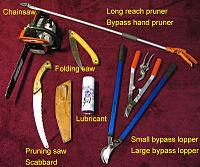 Chainsaw
Long reach pruner
Bypass hand pruner
Folding saw
Lubricant
Small bypass lopper
Large bypass lopper
Pruning saw
Scabbard